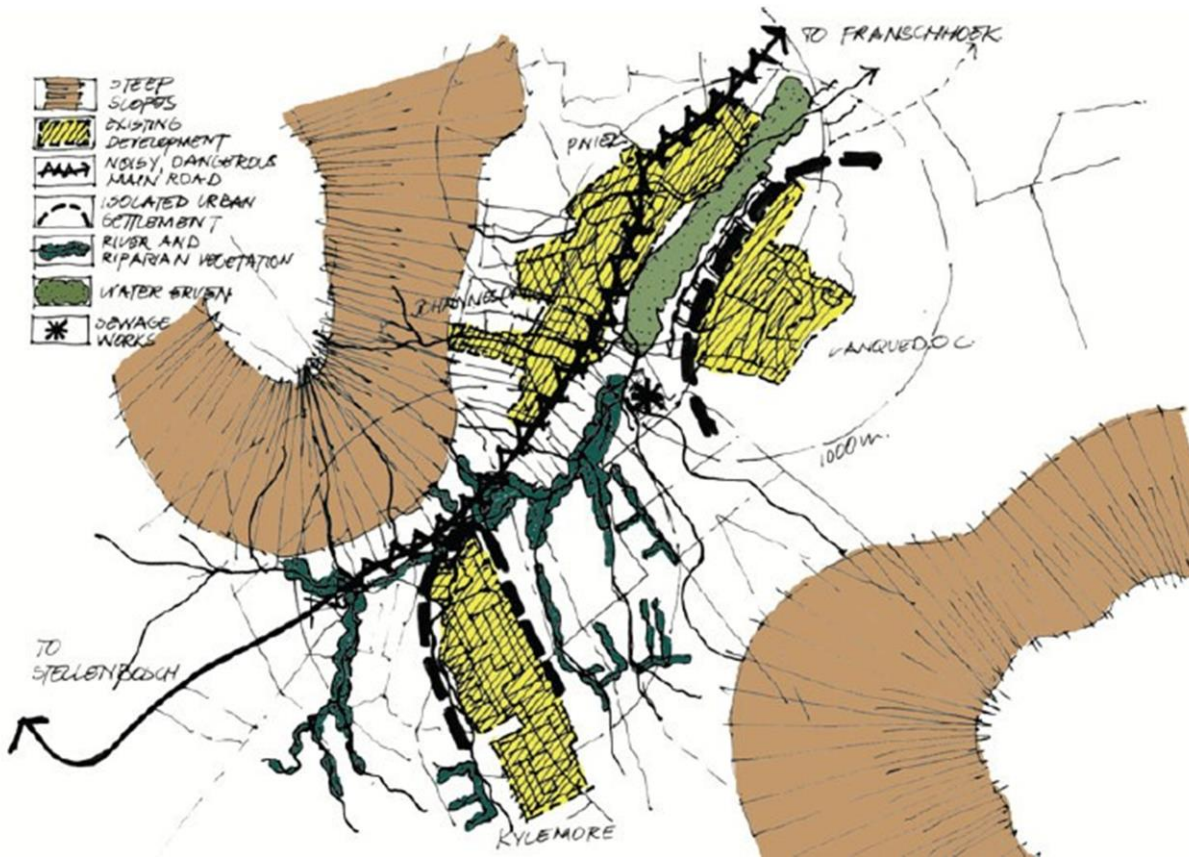 TO FRANSCHHOEK
STEEP
SLOPES
EXISTING
DEVELOPMENT
NOISY, DANGEROUS
MAIN ROAD
ISOLATED URBAN
SETTLEMENT
RIVER AND
RIPARIAN VEGETATION
WATER ERVEN
SEWAGE
WORKS
PNIEL
LANQUEDOC
1000m.
TO
STELLENBOSCH
KYLEMORE